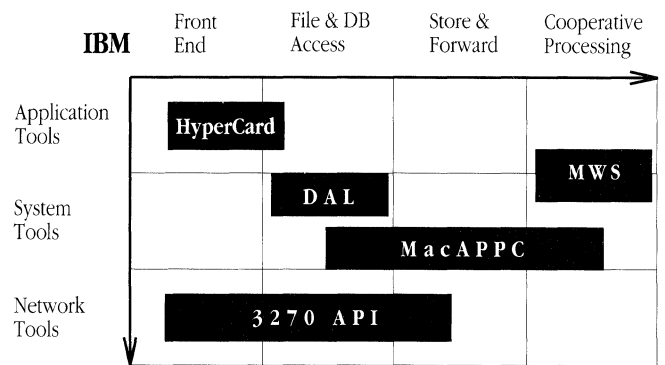 IBM
Front
End
File & DB
Access
Store &
Forward
Cooperative
Processing
Application
Tools
HyperCard
MWS
System
Tools
DAL
MacAPPC
Network
Tools
3270 API